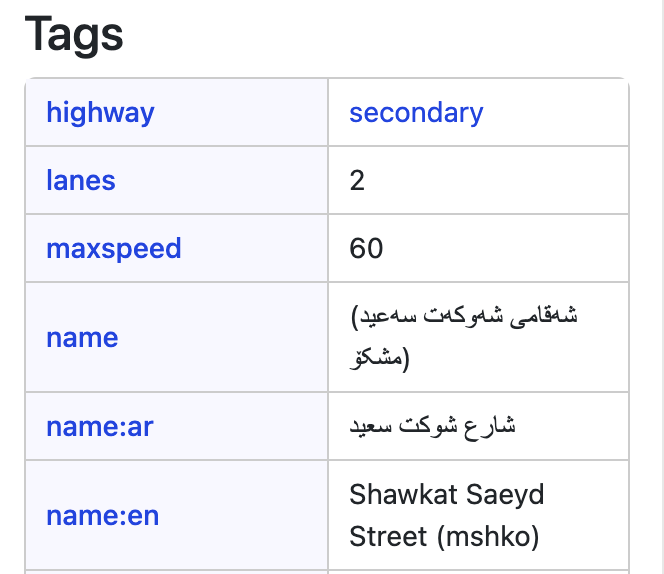 Tags
highway secondary
lanes 2
maxspeed 60
name (شەقامی شەوکەت سەعید
مشکۆ)
name:ar شارع شوكت سعيد
name:en Shawkat Saeyd
Street (mshko)